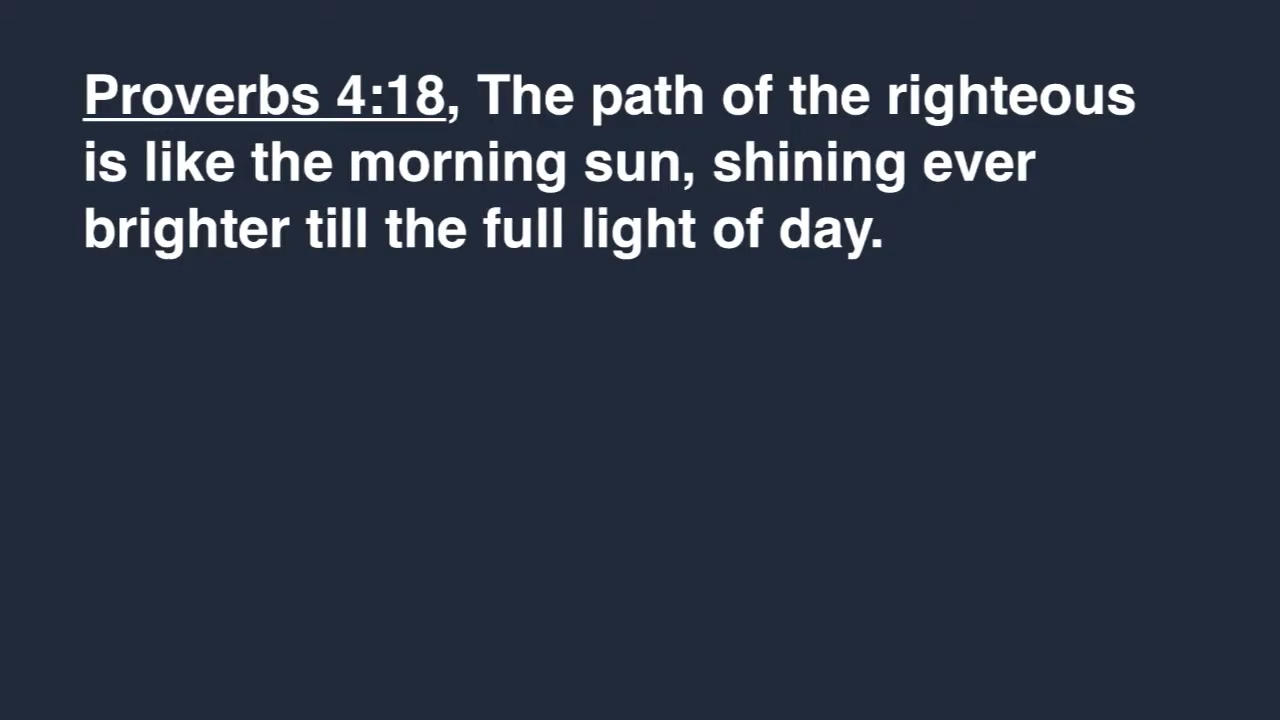 Proverbs 4:18, The path of the righteous
is like the morning sun, shining ever
brighter till the full light of day.